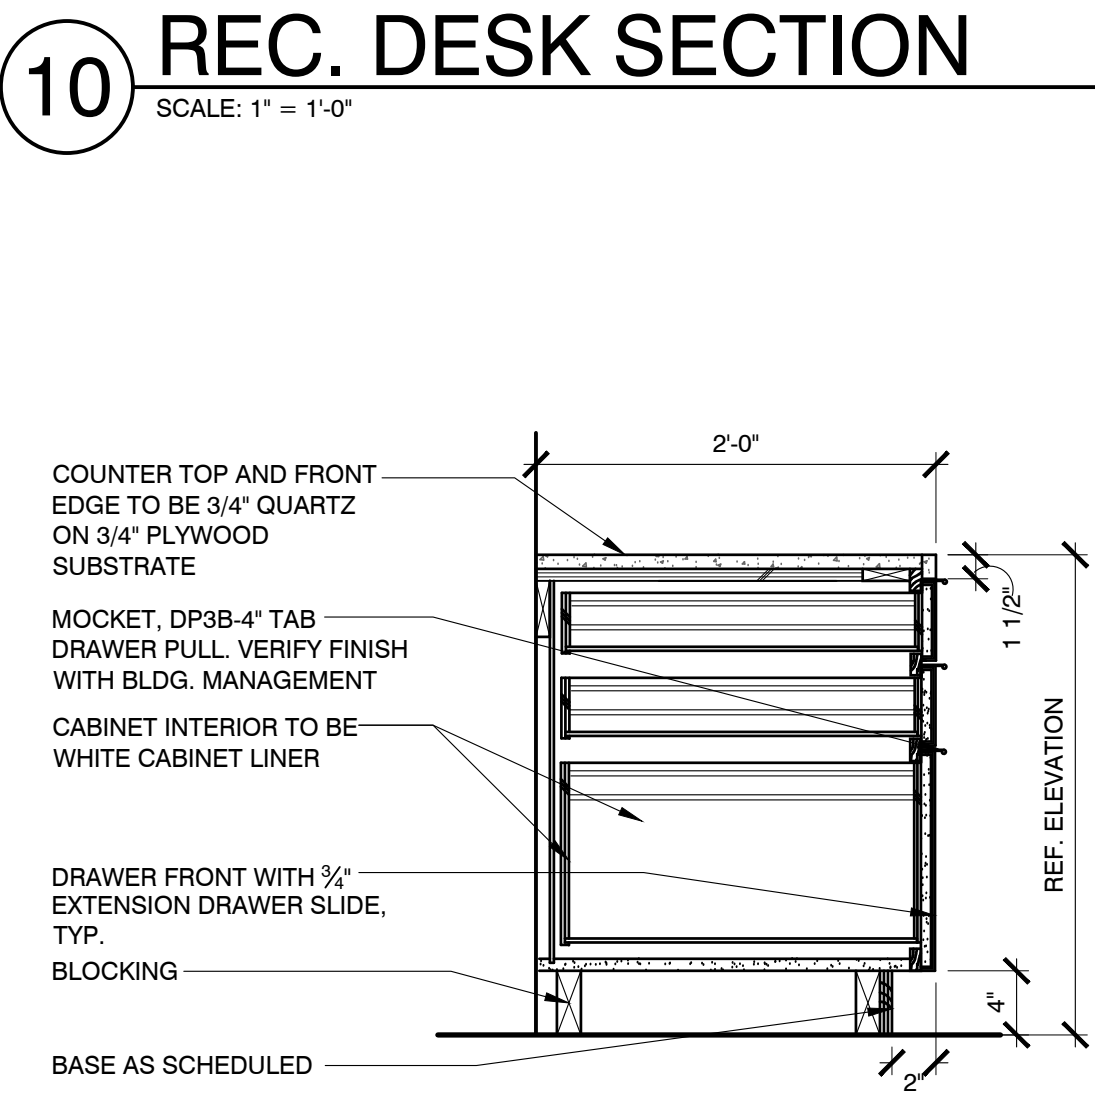 10
REC. DESK SECTION
SCALE: 1" = 1'-0"
2'-0"
COUNTER TOP AND FRONT
EDGE TO BE 3/4" QUARTZ
ON 3/4" PLYWOOD
SUBSTRATE
1 1/2"
MOCKET, DP3B-4" TAB
DRAWER PULL. VERIFY FINISH
WITH BLDG. MANAGEMENT
CABINET INTERIOR TO BE
WHITE CABINET LINER
REF. ELEVATION
DRAWER FRONT WITH ¾"
EXTENSION DRAWER SLIDE,
TYP.
BLOCKING
4"
BASE AS SCHEDULED
2"